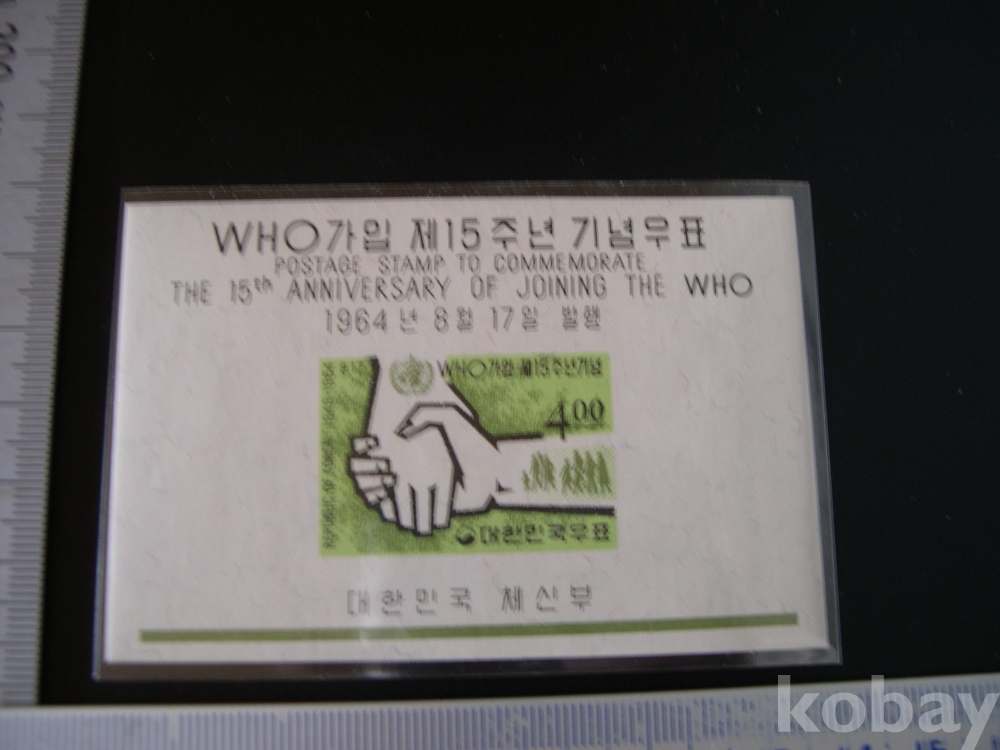 WHO가입 제15주년 기념우표
POSTAGE STAMP TO COMMEMORATE
THE 15th ANNIVERSARY OF JOINING THE WHO
1964년 8월 17일 발행
WHO가입 제15주년기념
4.00
대한민국우표
대한민국 체신부
kobay